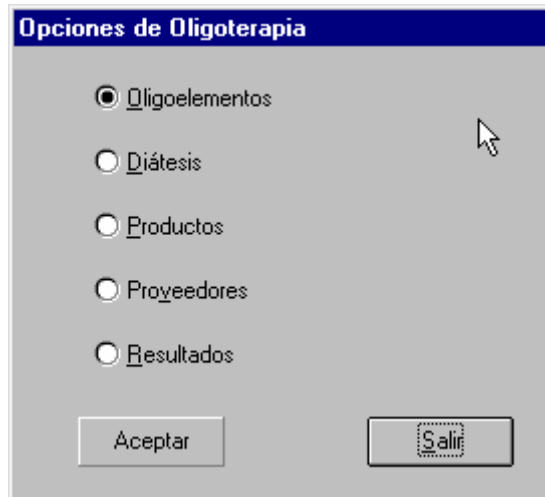 Opciones de Oligoterapia
Oligoelementos
Diátesis
Productos
Proveedores
Resultados
Aceptar Salir